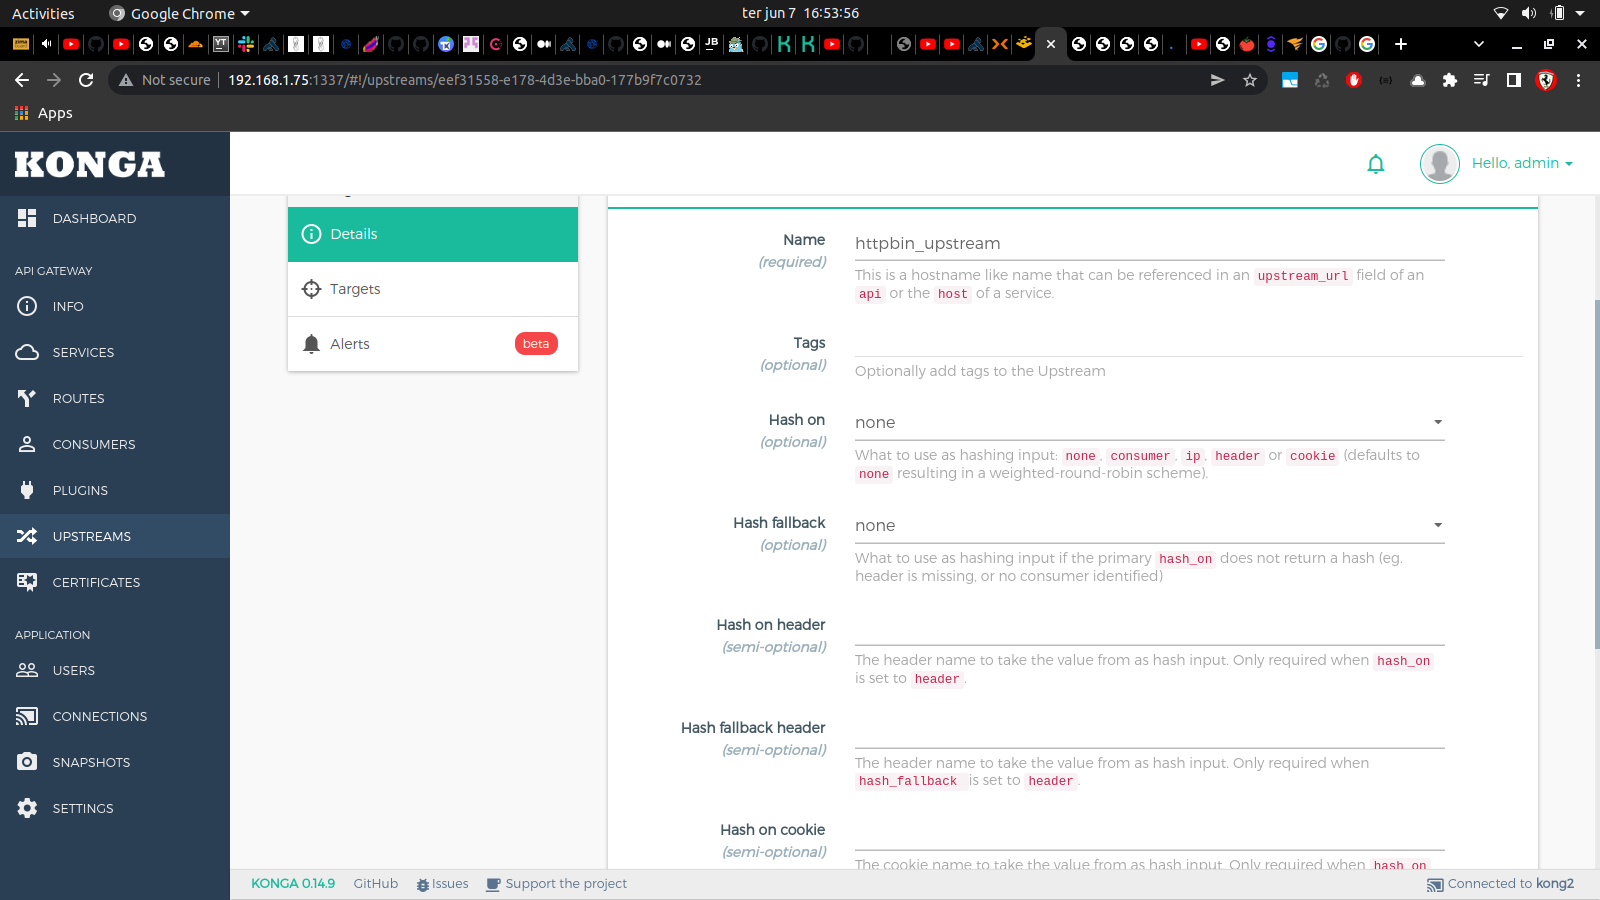 Activities
Google Chrome
ter jun 7 16:53:56
Not secure
192.168.1.75:1337/#!/upstreams/eef31558-e178-4d3e-bba0-177b9f7c0732
Apps
KONGA
Hello, admin
DASHBOARD
API GATEWAY
INFO
SERVICES
ROUTES
CONSUMERS
PLUGINS
UPSTREAMS
CERTIFICATES
APPLICATION
USERS
CONNECTIONS
SNAPSHOTS
SETTINGS
Details
Targets
Alerts
beta
Name
(required)
httpbin_upstream
This is a hostname like name that can be referenced in an upstream_url field of an
api or the host of a service.
Tags
(optional)
Optionally add tags to the Upstream
Hash on
(optional)
none
What to use as hashing input: none, consumer, ip, header or cookie (defaults to
none resulting in a weighted-round-robin scheme).
Hash fallback
(optional)
none
What to use as hashing input if the primary hash_on does not return a hash (eg.
header is missing, or no consumer identified)
Hash on header
(semi-optional)
The header name to take the value from as hash input. Only required when hash_on
is set to header.
Hash fallback header
(semi-optional)
The header name to take the value from as hash input. Only required when
hash_fallback is set to header.
Hash on cookie
(semi-optional)
The cookie name to take the value from as hash input. Only required when hash_on
KONGA 0.14.9
GitHub
Issues
Support the project
Connected to kong2